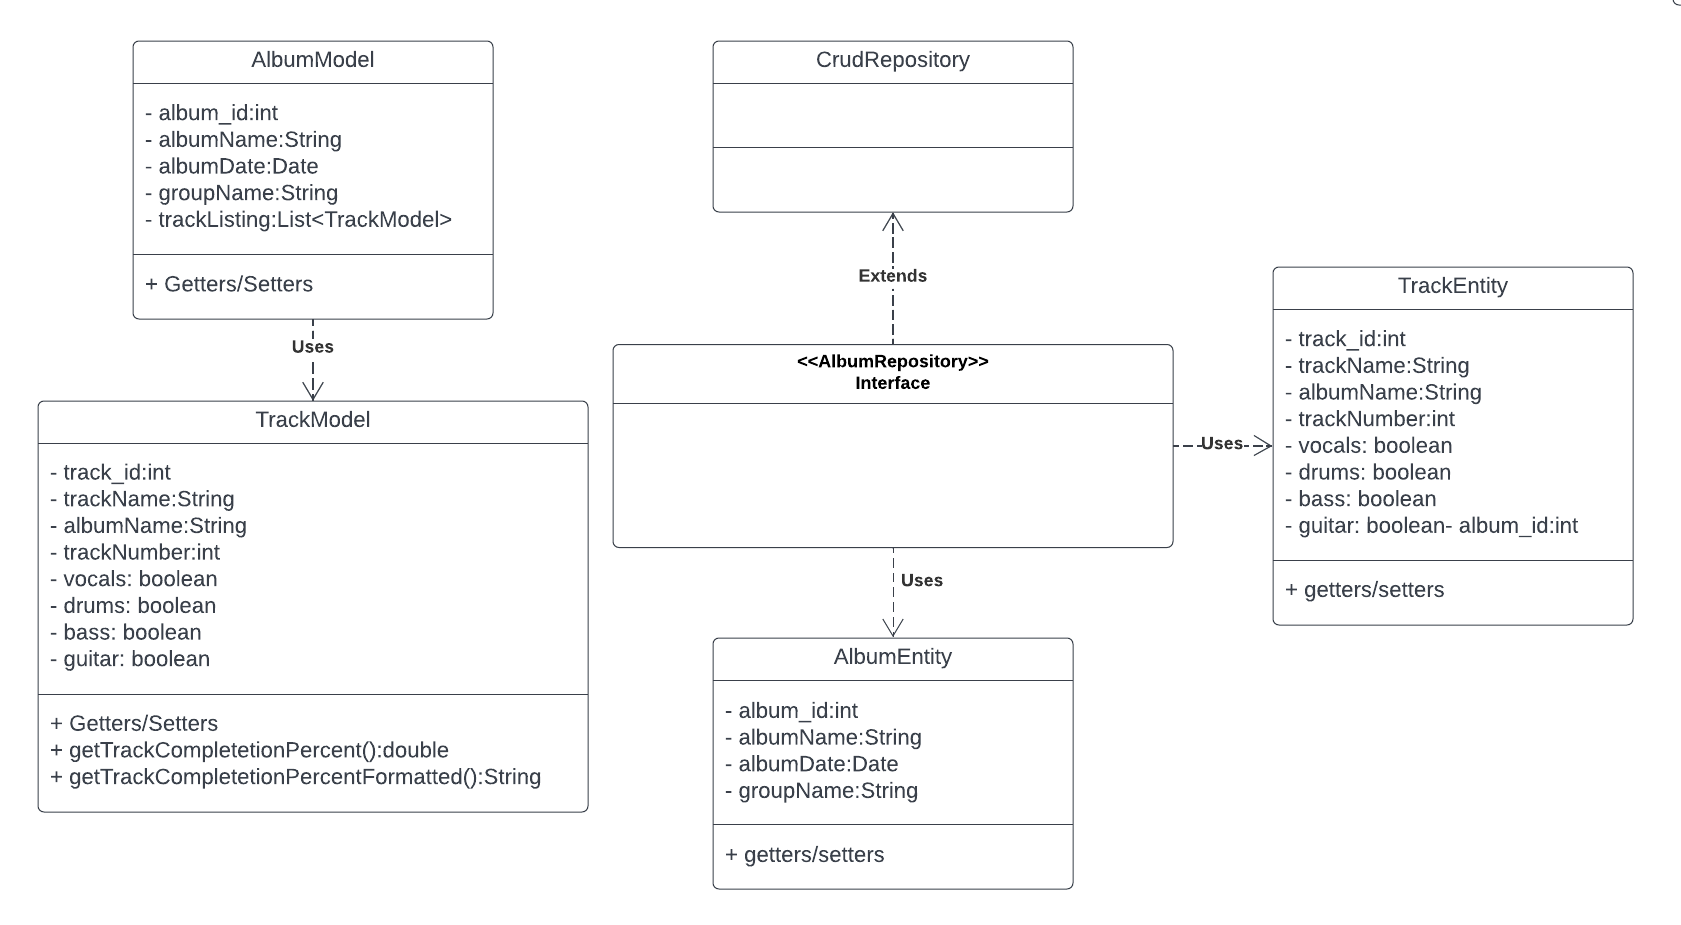 AlbumModel
- album_id:int
- albumName:String
- albumDate:Date
- groupName:String
- trackListing:List<TrackModel>
+ Getters/Setters
Uses
TrackModel
- track_id:int
- trackName:String
- albumName:String
- trackNumber:int
- vocals: boolean
- drums: boolean
- bass: boolean
- guitar: boolean
+ Getters/Setters
+ getTrackCompletetionPercent():double
+ getTrackCompletetionPercentFormatted():String
CrudRepository
Extends
<<AlbumRepository>>
Interface
Uses
Uses
AlbumEntity
- album_id:int
- albumName:String
- albumDate:Date
- groupName:String
+ getters/setters
TrackEntity
- track_id:int
- trackName:String
- albumName:String
- trackNumber:int
- vocals: boolean
- drums: boolean
- bass: boolean
- guitar: boolean- album_id:int
+ getters/setters